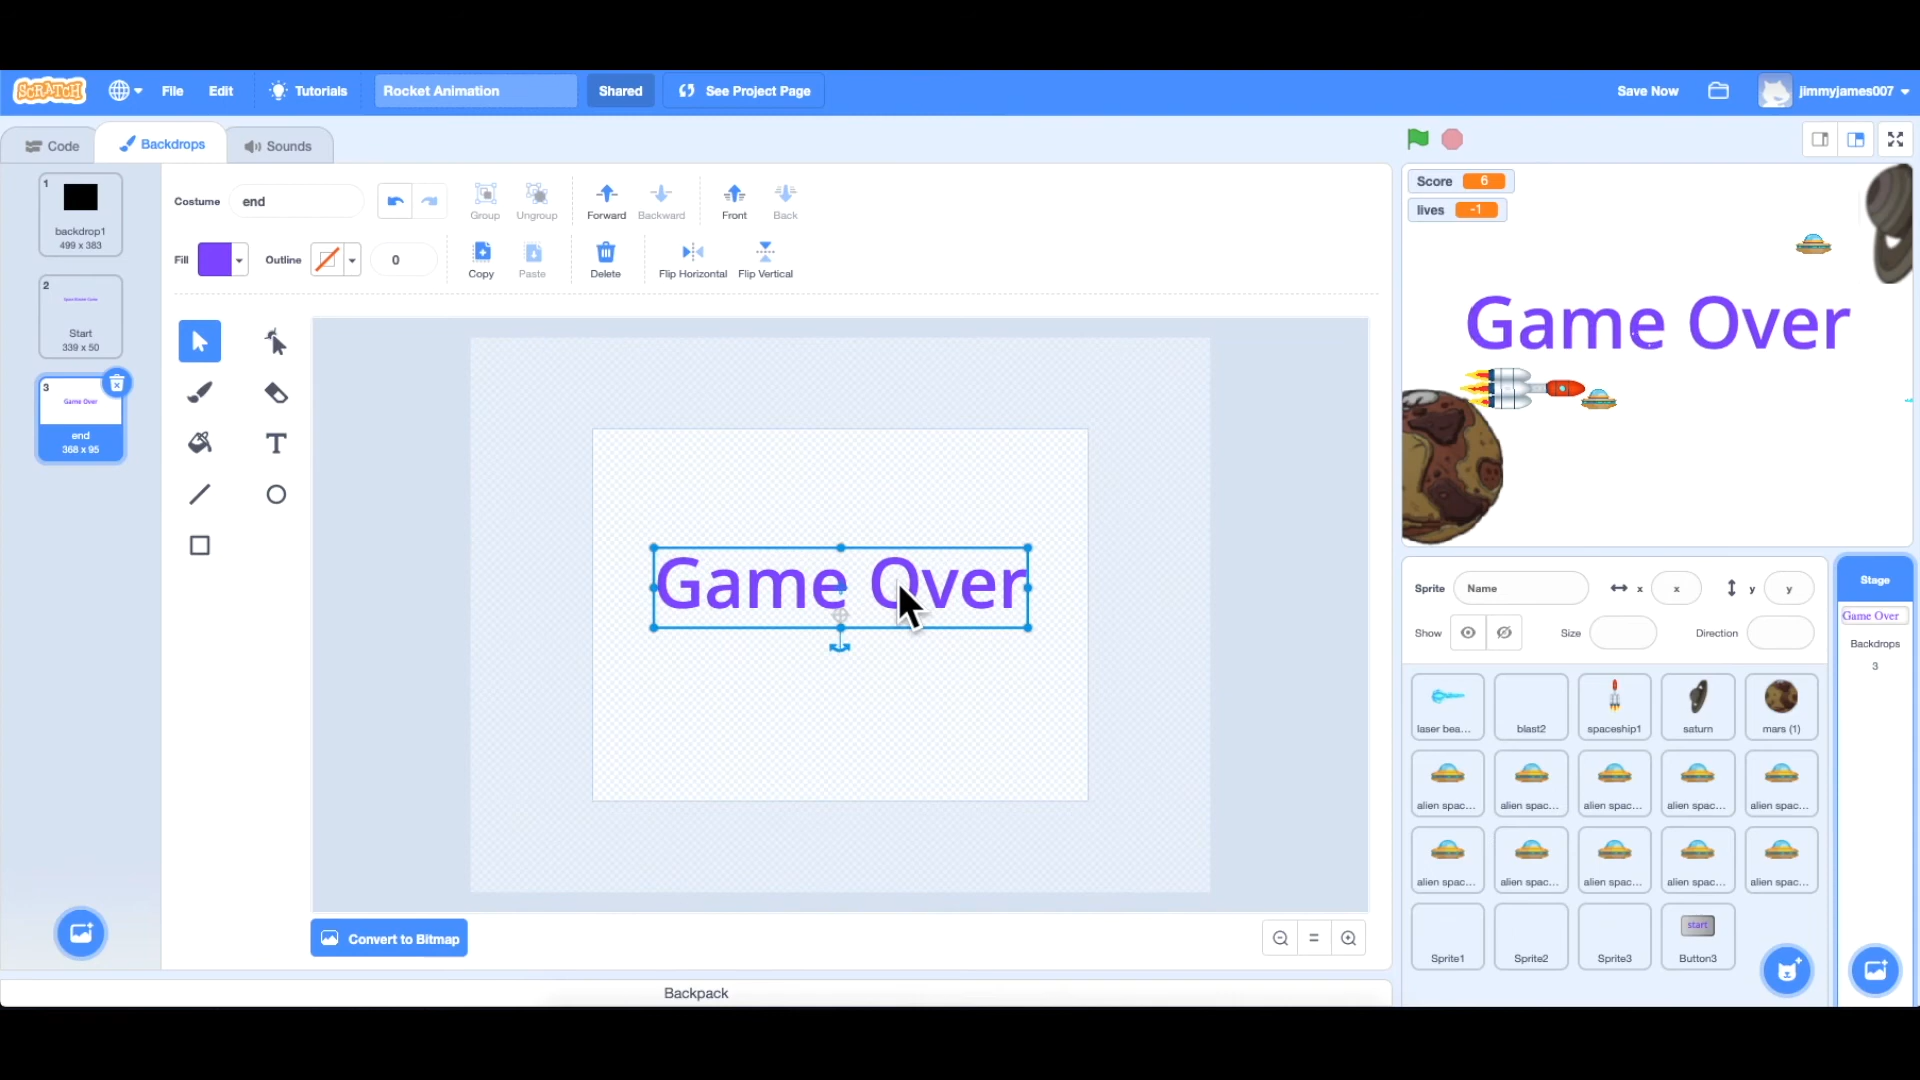 SCRATCH
File
Edit
Tutorials
Rocket Animation
Shared
See Project Page
Save Now
jimmyjames007
Code
Backdrops
Sounds
1
backdrop1
499 x 383
2
Start
339 x 50
3
Game Over
end
368 x 95
Costume
end
Group
Ungroup
Forward
Backward
Front
Back
Fill
Outline
0
Copy
Paste
Delete
Flip Horizontal
Flip Vertical
T
Game Over
Convert to Bitmap
Backpack
Score 6
lives -1
Game Over
Sprite
Name
x
x
y
y
Show
Size
Direction
Stage
Game Over
Backdrops
3
laser bea...
blast2
spaceship1
saturn
mars (1)
alien spac...
alien spac...
alien spac...
alien spac...
alien spac...
alien spac...
alien spac...
alien spac...
alien spac...
alien spac...
Sprite1
Sprite2
Sprite3
start
Button3